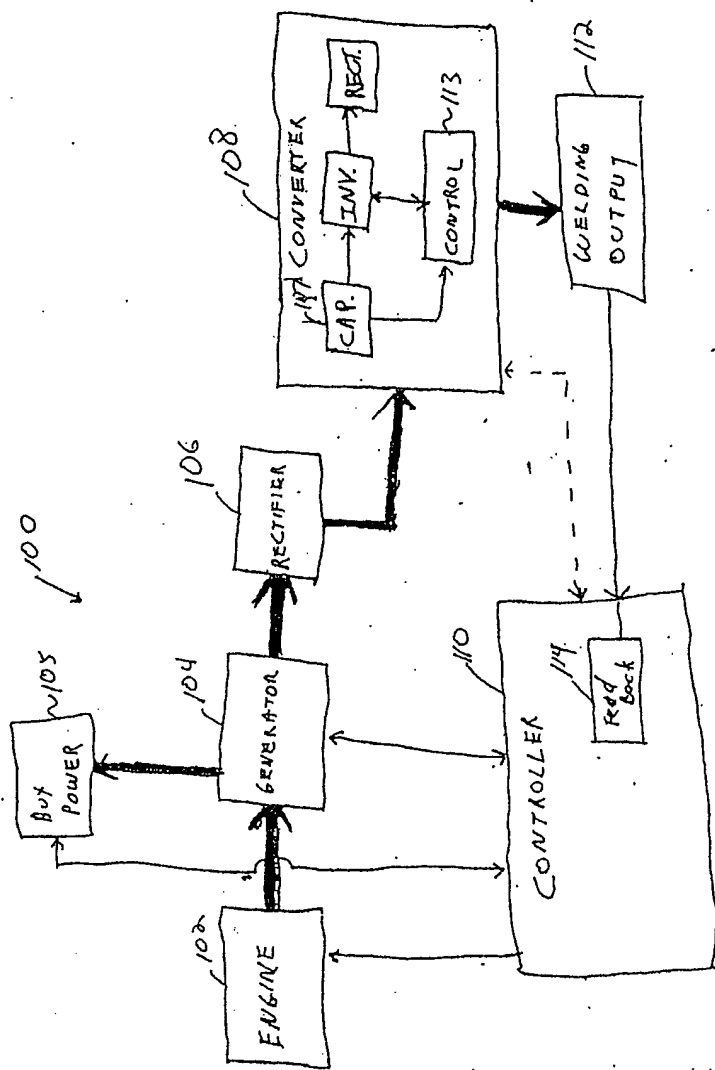 100
ENGINE
102
GENERATOR
104
AUX
POWER
105
RECTIFIER
106
CONVERTER
108
CAP.
INV.
RECT.
CONTROL
113
WELDING
OUTPUT
112
CONTROLLER
110
Feed
Back
114